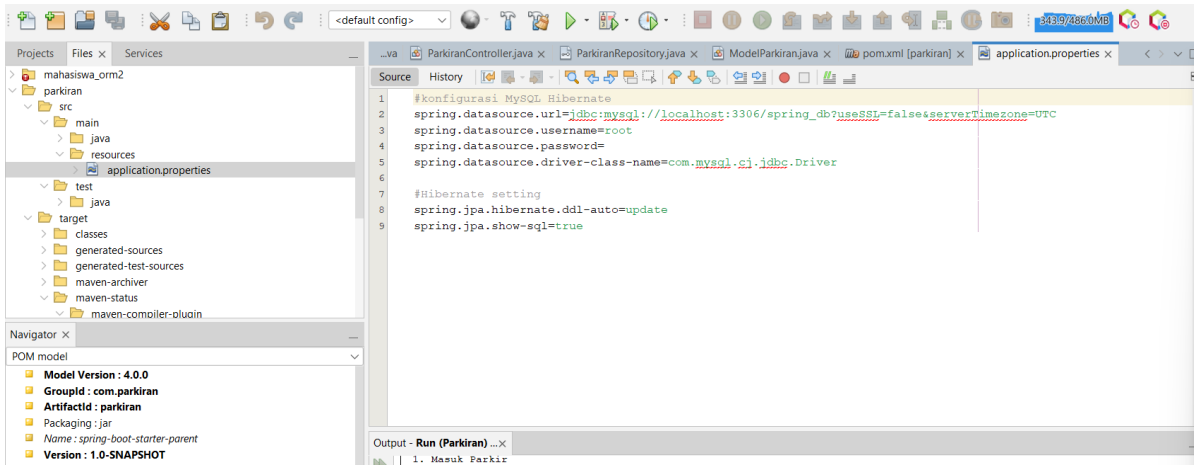 <default config>
343.9/486.0MB
Projects Files × Services
mahasiswa_orm2
parkiran
src
main
java
resources
application.properties
test
java
target
classes
generated-sources
generated-test-sources
maven-archiver
maven-status
maven-compiler-plugin
Navigator ×
POM model
Model Version : 4.0.0
GroupId : com.parkiran
ArtifactId : parkiran
Packaging : jar
Name : spring-boot-starter-parent
Version : 1.0-SNAPSHOT
...va ParkiranController.java × ParkiranRepository.java × ModelParkiran.java × pom.xml [parkiran] × application.properties ×
Source History
1 #konfigurasi MySQL Hibernate
2 spring.datasource.url=jdbc:mysql://localhost:3306/spring_db?useSSL=false&serverTimezone=UTC
3 spring.datasource.username=root
4 spring.datasource.password=
5 spring.datasource.driver-class-name=com.mysql.cj.jdbc.Driver
6
7 #Hibernate setting
8 spring.jpa.hibernate.ddl-auto=update
9 spring.jpa.show-sql=true
Output - Run (Parkiran) ...×
1. Masuk Parkir